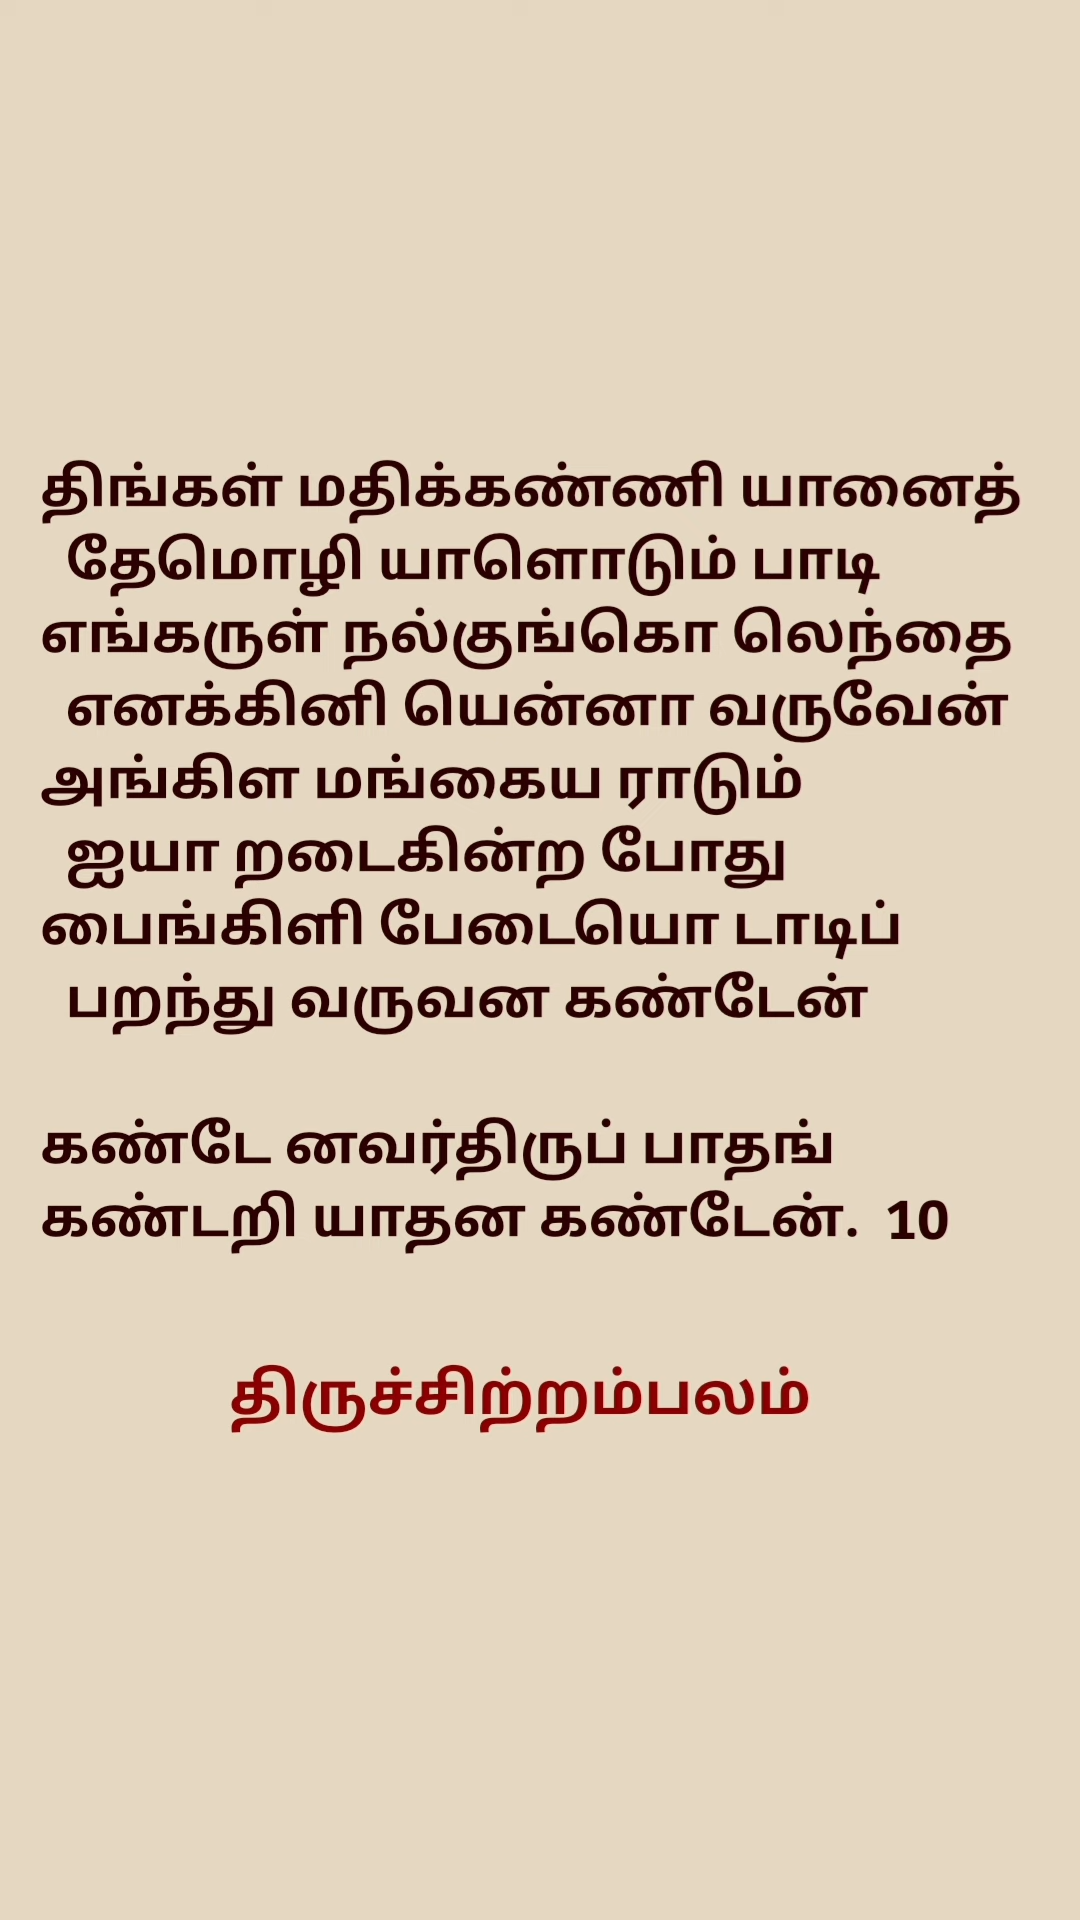 திங்கள் மதிக்கண்ணி யானைத்
தேமொழி யாளொடும் பாடி
எங்கருள் நல்குங்கொ லெந்தை
எனக்கினி யென்னா வருவேன்
அங்கிள மங்கைய ராடும்
ஐயா றடைகின்ற போது
பைங்கிளி பேடையொ டாடிப்
பறந்து வருவன கண்டேன்
கண்டே னவர்திருப் பாதங்
கண்டறி யாதன கண்டேன். 10
திருச்சிற்றம்பலம்